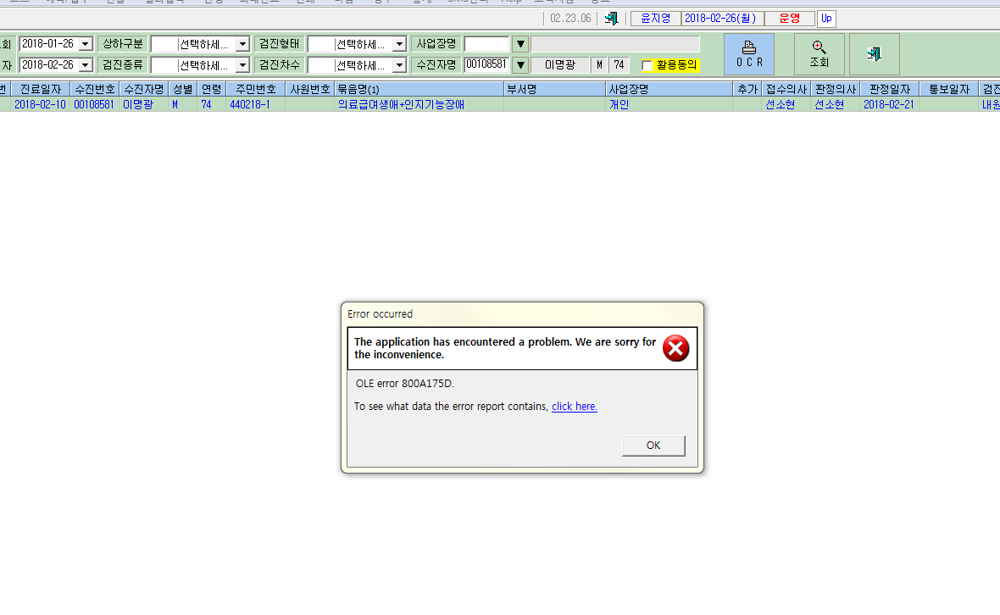 SMS Help
02.23.06 윤지영 2018-02-26(월) 운영 Up
회 2018-01-26 상하구분 선택하세... 검진형태 선택하세... 사업장명 ▼
자 2018-02-26 검진종류 선택하세... 검진차수 선택하세... 수진자명 00108581 ▼ 이명광 M 74 활용동의
O C R 조회
번 진료일자 수진번호 수진자명 성별 연령 주민번호 사원번호 묶음명(1) 부서명 사업장명 추가 접수의사 판정의사 판정일자 통보일자 검진
2018-02-10 00108581 이명광 M 74 440218-1 의료급여생애+인지기능장애 개인 선소현 선소현 2018-02-21 내원
Error occurred
The application has encountered a problem. We are sorry for
the inconvenience.
OLE error 800A175D.
To see what data the error report contains, click here.
OK